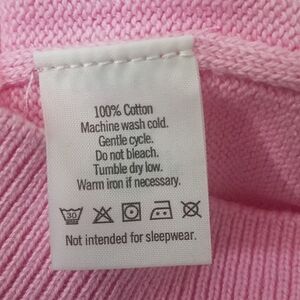 100% Cotton
Machine wash cold.
Gentle cycle.
Do not bleach.
Tumble dry low.
Warm iron if necessary.
30
Not intended for sleepwear.